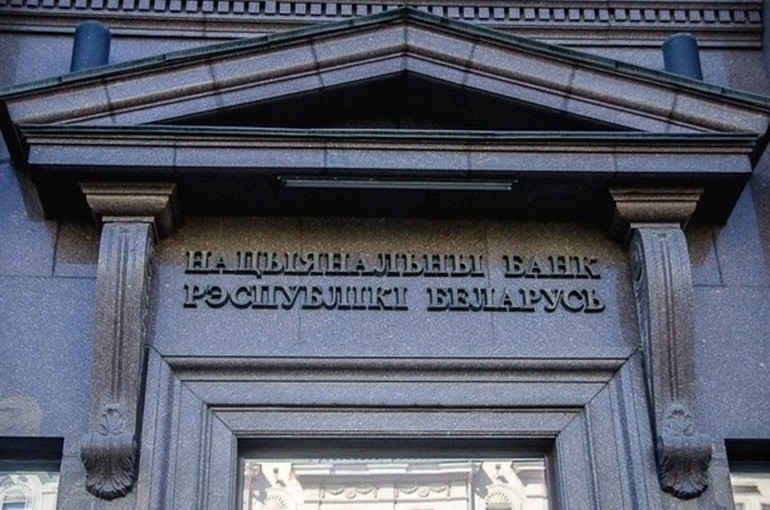 НАЦЫЯНАЛЬНЫ БАНК
РЭСПУБЛІКІ БЕЛАРУСЬ